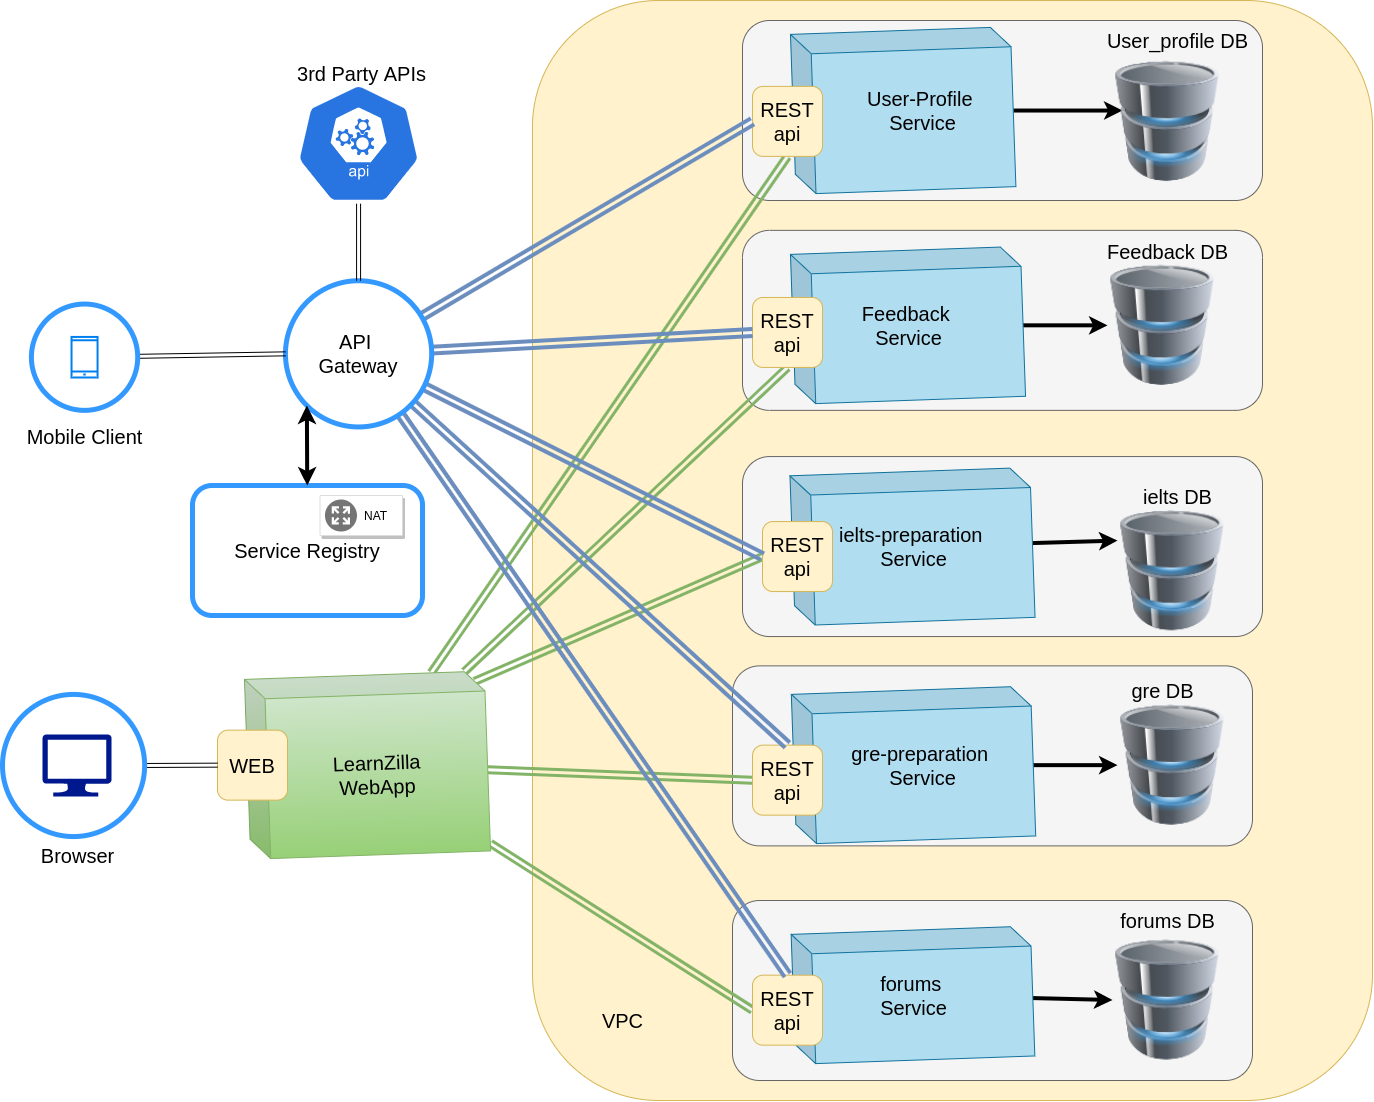 3rd Party APIs
api
API
Gateway
Mobile Client
NAT
Service Registry
WEB
LearnZilla
WebApp
Browser
User_profile DB
REST
api
User-Profile
Service
Feedback DB
REST
api
Feedback
Service
ielts DB
REST
api
ielts-preparation
Service
gre DB
REST
api
gre-preparation
Service
forums DB
REST
api
forums
Service
VPC